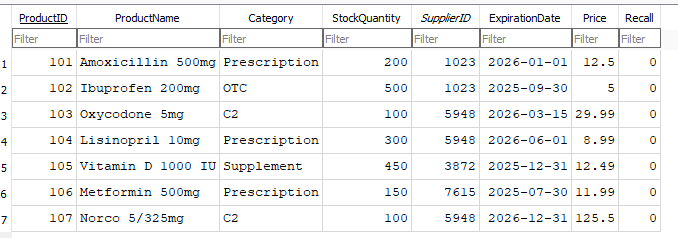 ProductID ProductName Category StockQuantity SupplierID ExpirationDate Price Recall
Filter Filter Filter Filter Filter Filter Filter Filter
1 101 Amoxicillin 500mg Prescription 200 1023 2026-01-01 12.5 0
2 102 Ibuprofen 200mg OTC 500 1023 2025-09-30 5 0
3 103 Oxycodone 5mg C2 100 5948 2026-03-15 29.99 0
4 104 Lisinopril 10mg Prescription 300 5948 2026-06-01 8.99 0
5 105 Vitamin D 1000 IU Supplement 450 3872 2025-12-31 12.49 0
6 106 Metformin 500mg Prescription 150 7615 2025-07-30 11.99 0
7 107 Norco 5/325mg C2 100 5948 2026-12-31 125.5 0